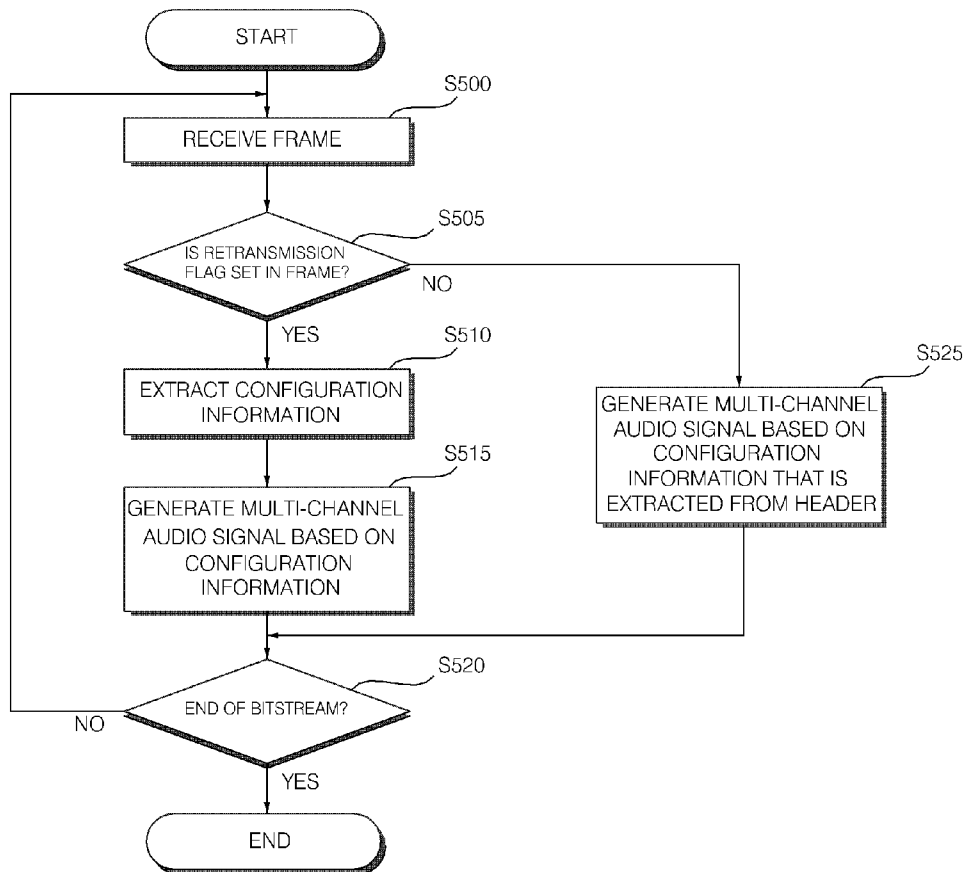 START
S500
RECEIVE FRAME
S505
IS RETRANSMISSION
FLAG SET IN FRAME?
NO
YES
S510
EXTRACT CONFIGURATION
INFORMATION
S525
GENERATE MULTI-CHANNEL
AUDIO SIGNAL BASED ON
CONFIGURATION
INFORMATION THAT IS
EXTRACTED FROM HEADER
S515
GENERATE MULTI-CHANNEL
AUDIO SIGNAL BASED ON
CONFIGURATION
INFORMATION
S520
END OF BITSTREAM?
NO
YES
END